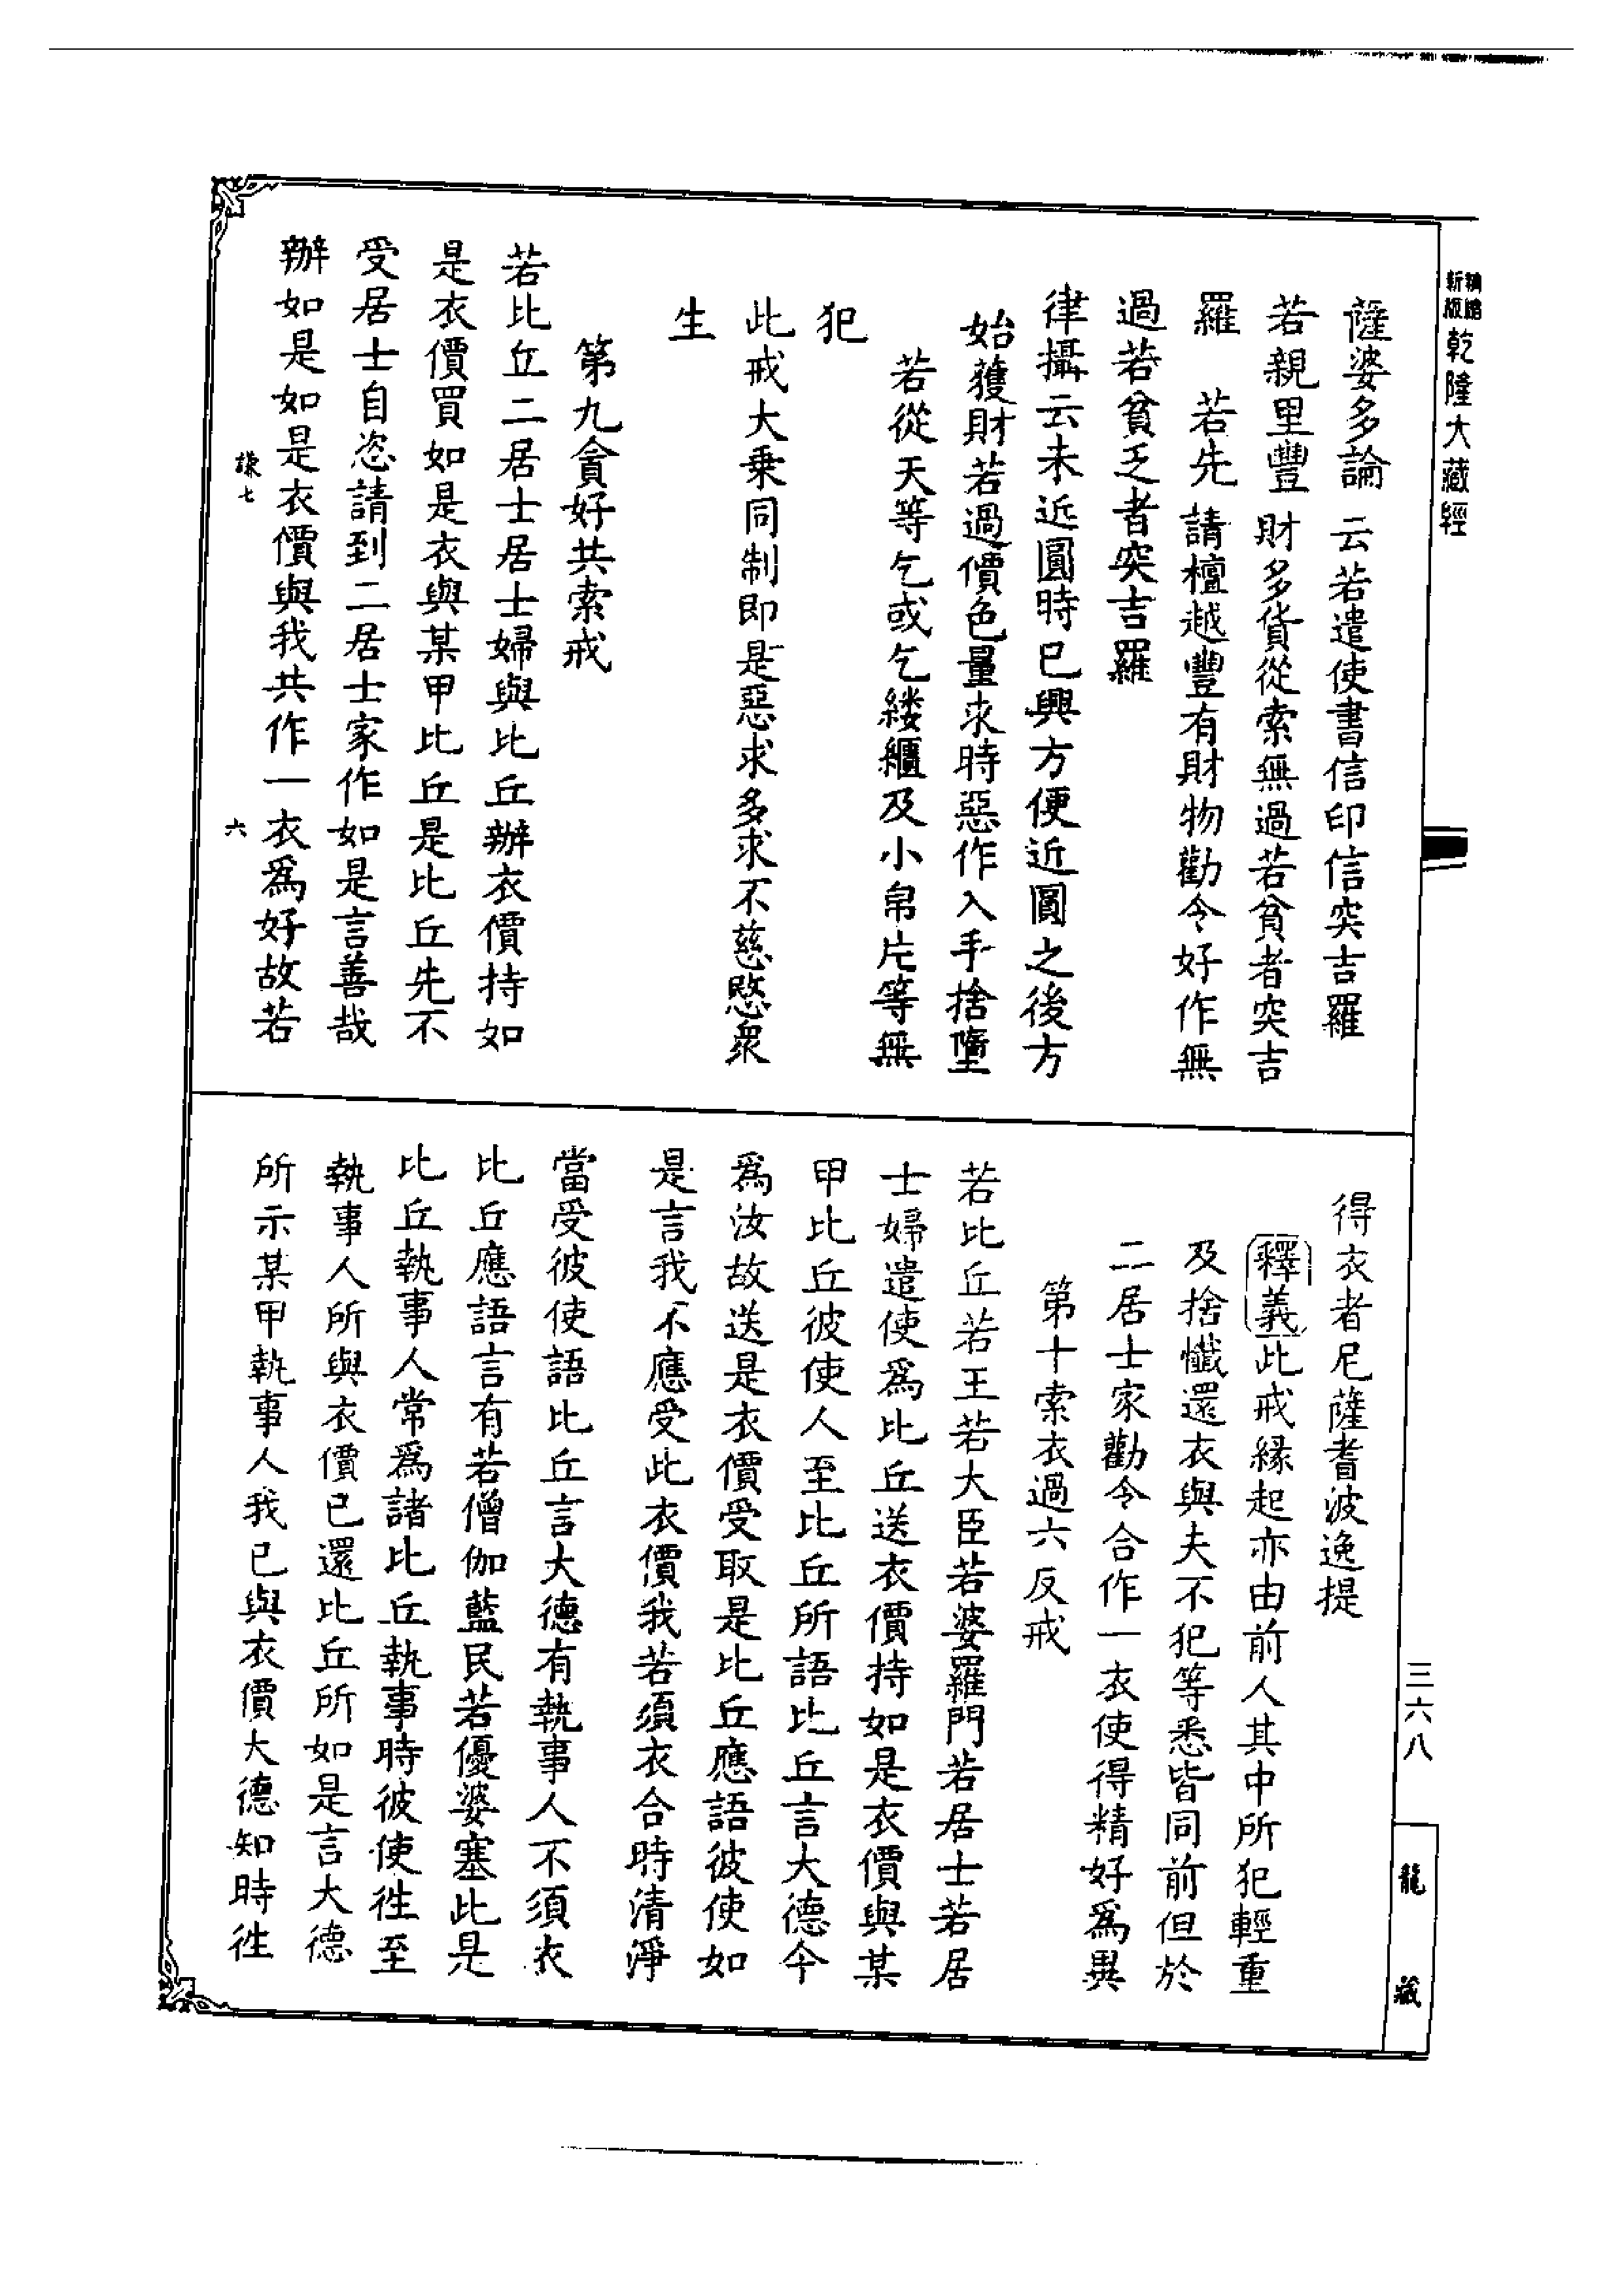 新版
精縮
乾隆大藏經
薩婆多論云若遣使書信印信突吉羅
若親里豐財多貨從索無過若貧者突吉
羅　若先請檀越豐有財物勸令好作無
過若貧乏者突吉羅
律攝云未近圓時已興方便近圓之後方
始獲財若過價色量求時惡作入手捨墮
若從天等乞或乞縷䌫及小帛片等無
犯
此戒大乗同制即是惡求多求不慈愍衆
生
第九貪好共索戒
若比丘二居士居士婦與比丘辦衣價持如
是衣價買如是衣與某甲比丘是比丘先不
受居士自恣請到二居士家作如是言善哉
辦如是如是衣價與我共作一衣爲好故若
謙七
六
得衣者尼薩耆波逸提
釋義此戒緣起亦由前人其中所犯輕重
及捨懺還衣與夫不犯等悉皆同前但於
二居士家勸令合作一衣使得精好爲異
第十索衣過六反戒
若比丘若王若大臣若婆羅門若居士若居
士婦遣使爲比丘送衣價持如是衣價與某
甲比丘彼使人至比丘所語比丘言大德今
爲汝故送是衣價受取是比丘應語彼使如
是言我不應受此衣價我若須衣合時清淨
當受彼使語比丘言大德有執事人不須衣
比丘應語言有若僧伽藍民若優婆塞此是
比丘執事人常爲諸比丘執事時彼使徃至
執事人所與衣價已還比丘所如是言大德
所示某甲執事人我已與衣價大德知時徃
三六八
龍藏